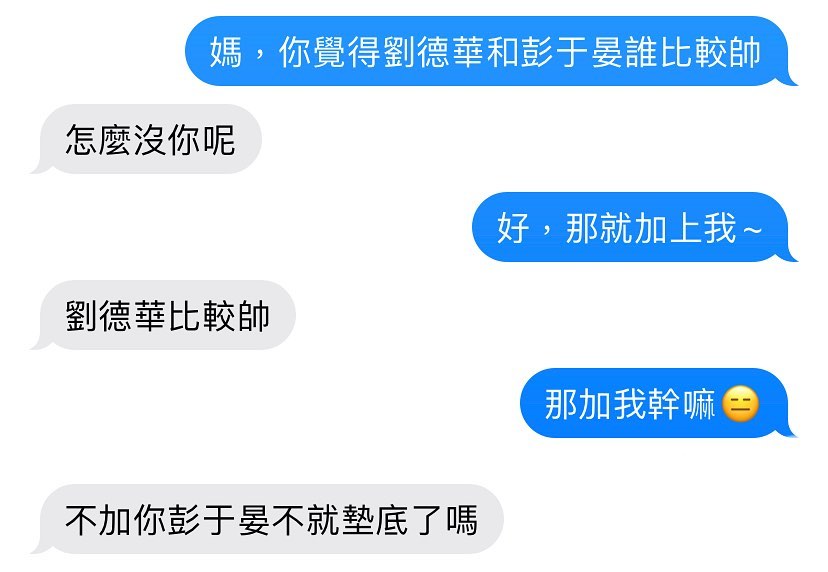 媽，你覺得劉德華和彭于晏誰比較帥
怎麼沒你呢
好，那就加上我~
劉德華比較帥
那加我幹嘛😑
不加你彭于晏不就墊底了嗎